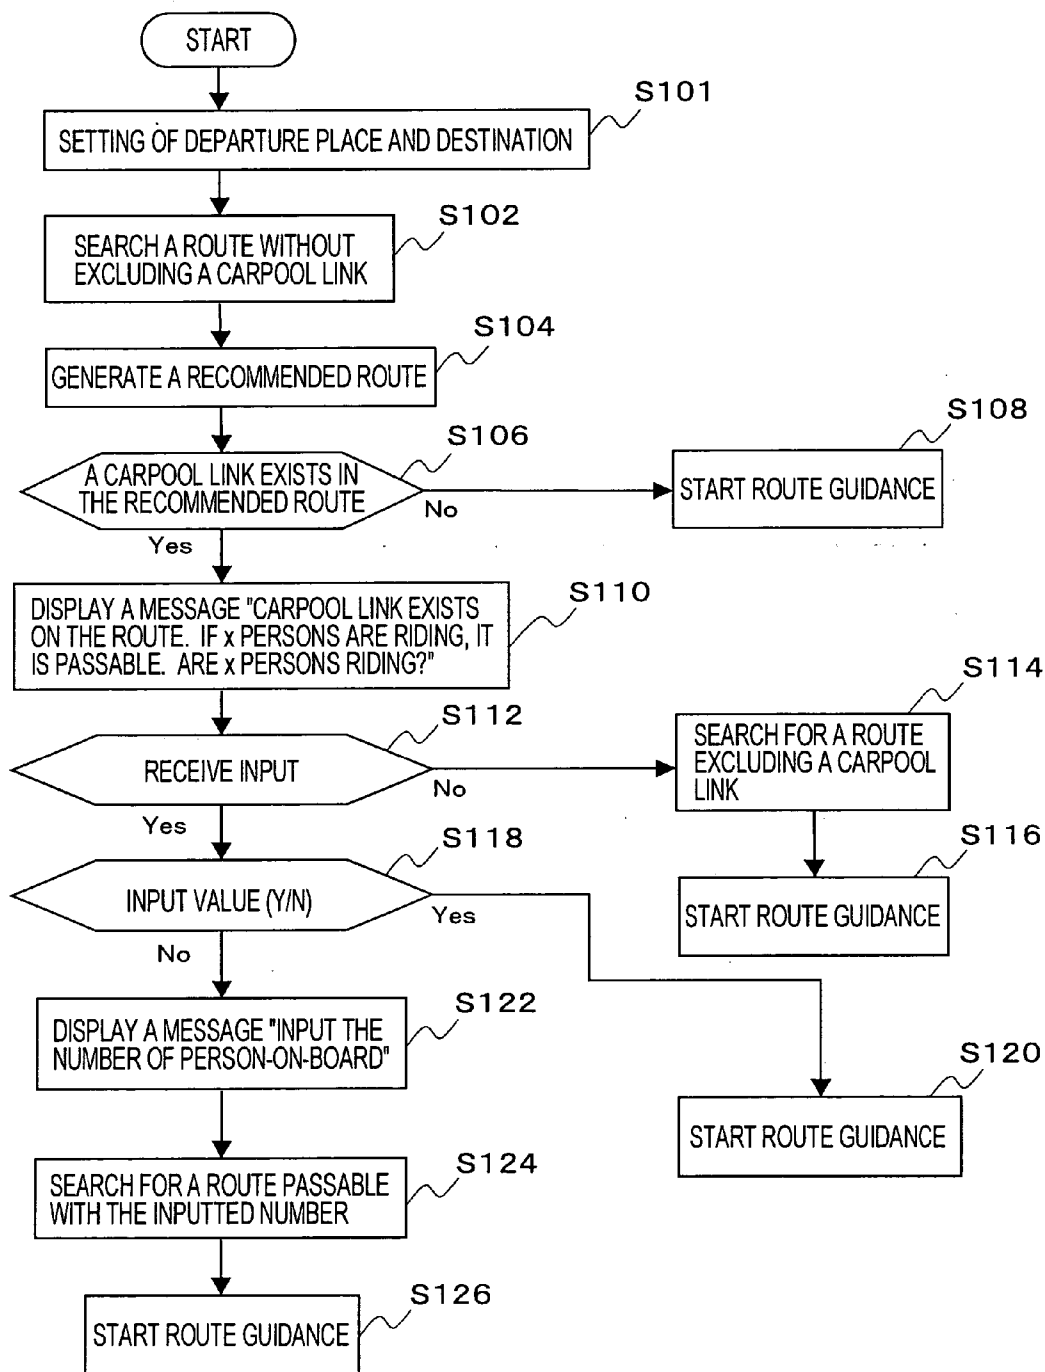 START
S101
SETTING OF DEPARTURE PLACE AND DESTINATION
S102
SEARCH A ROUTE WITHOUT
EXCLUDING A CARPOOL LINK
S104
GENERATE A RECOMMENDED ROUTE
S106
A CARPOOL LINK EXISTS IN
THE RECOMMENDED ROUTE
No
Yes
S108
START ROUTE GUIDANCE
S110
DISPLAY A MESSAGE "CARPOOL LINK EXISTS
ON THE ROUTE. IF x PERSONS ARE RIDING, IT
IS PASSABLE. ARE x PERSONS RIDING?"
S112
RECEIVE INPUT
No
Yes
S114
SEARCH FOR A ROUTE
EXCLUDING A CARPOOL
LINK
S116
START ROUTE GUIDANCE
S118
INPUT VALUE (Y/N)
Yes
No
S120
START ROUTE GUIDANCE
S122
DISPLAY A MESSAGE "INPUT THE
NUMBER OF PERSON-ON-BOARD"
S124
SEARCH FOR A ROUTE PASSABLE
WITH THE INPUTTED NUMBER
S126
START ROUTE GUIDANCE